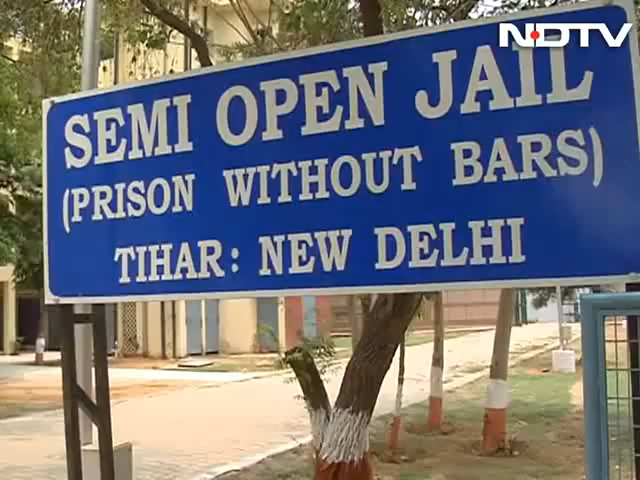 NDTV
SEMI OPEN JAIL
(PRISON WITHOUT BARS)
TIHAR: NEW DELHI